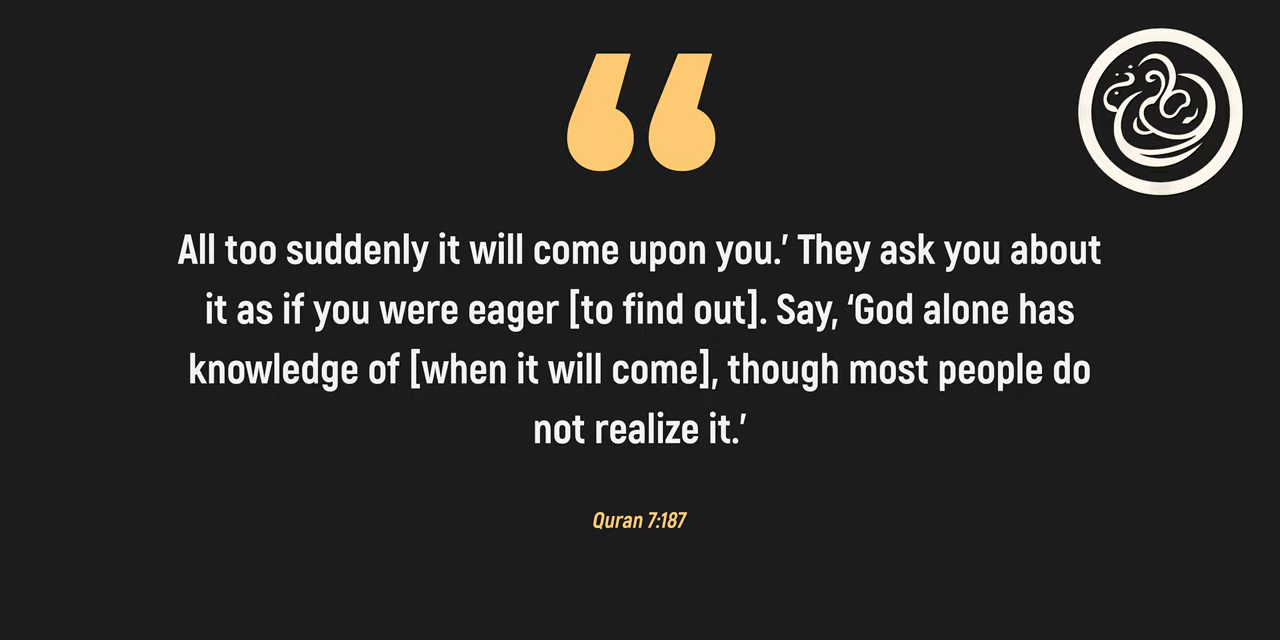 “
All too suddenly it will come upon you.’ They ask you about
it as if you were eager [to find out]. Say, ‘God alone has
knowledge of [when it will come], though most people do
not realize it.’
Quran 7:187